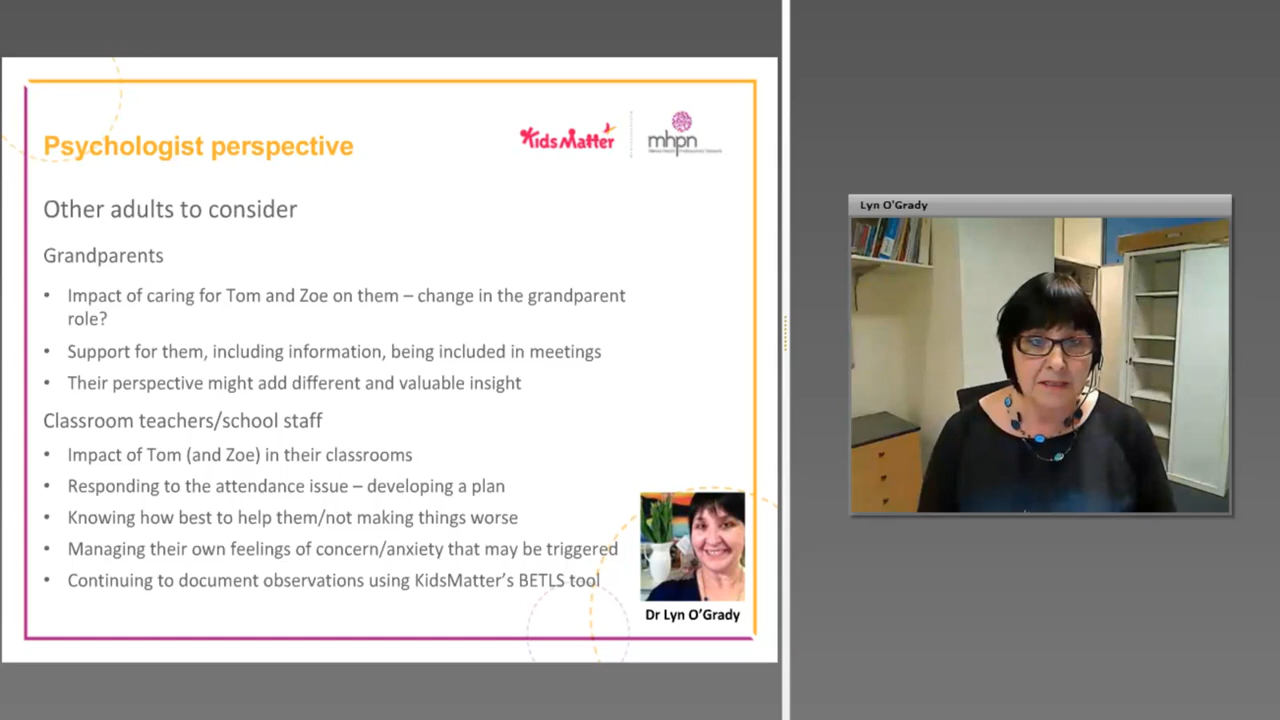 Psychologist perspective
KidsMatter
mhpn
Other adults to consider
Grandparents
• Impact of caring for Tom and Zoe on them – change in the grandparent
role?
• Support for them, including information, being included in meetings
• Their perspective might add different and valuable insight
Classroom teachers/school staff
• Impact of Tom (and Zoe) in their classrooms
• Responding to the attendance issue – developing a plan
• Knowing how best to help them/not making things worse
• Managing their own feelings of concern/anxiety that may be triggered
• Continuing to document observations using KidsMatter's BETLS tool
Dr Lyn O'Grady
Lyn O'Grady